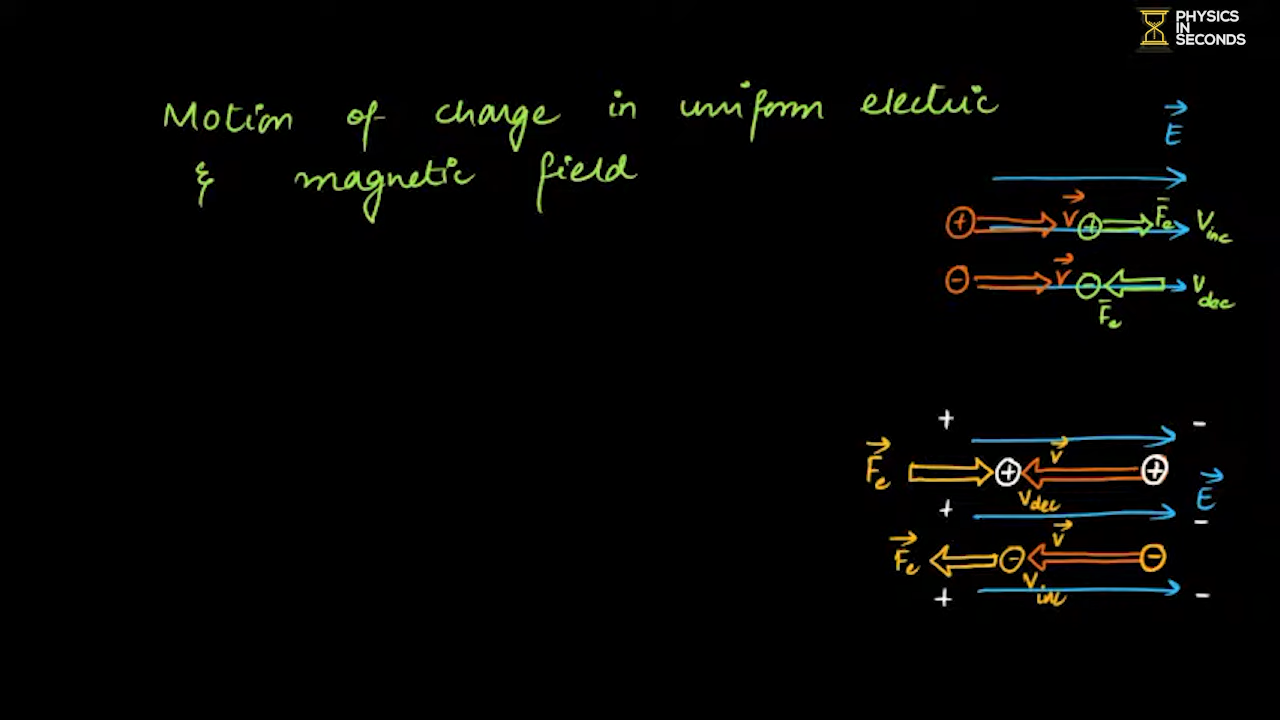 PHYSICS
IN
SECONDS
Motion of charge in uniform electric
& magnetic field
E
+ v + Fe Vinc
- v - Vdec
Fe
+ -
Fe + v +
Vdec E
+ -
Fe - v -
Vinc
+ -